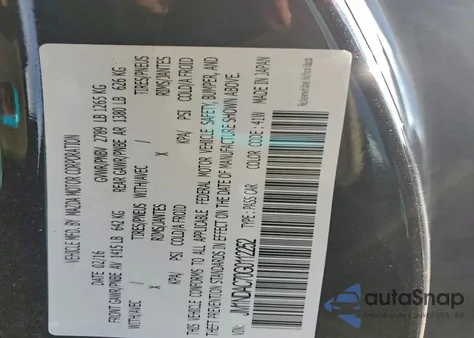 VEHICLE MFD. BY MAZDA MOTOR CORPORATION
DATE 02/16 GVWR/PNBV 2789 LB 1265 KG
FRONT GAWR/PNBE AV 1415 LB 642 KG REAR GAWR/PNBE AR 1380 LB 626 KG
WITH/AVEC / TIRES/PNEUS WITH/AVEC / TIRES/PNEUS
RIMS/JANTES RIMS/JANTES
KPA/ PSI COLD/A FROID KPA/ PSI COLD/A FROID
THIS VEHICLE CONFORMS TO ALL APPLICABLE FEDERAL MOTOR VEHICLE SAFETY, BUMPER, AND
THEFT PREVENTION STANDARDS IN EFFECT ON THE DATE OF MANUFACTURE SHOWN ABOVE.
VIN: JM1NDAC70G0112262 TYPE: PASS CAR COLOR CODE: 41W MADE IN JAPAN
autoSnap